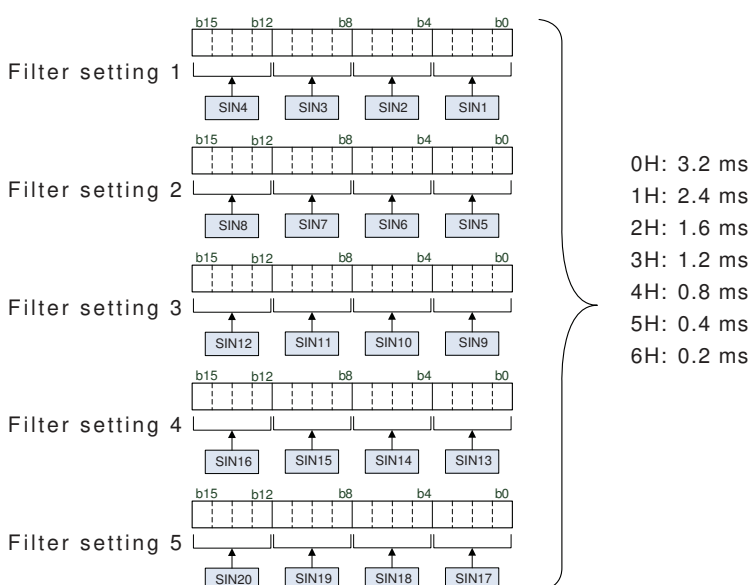 b15 b12 b8 b4 b0
Filter setting 1
SIN4 SIN3 SIN2 SIN1
b15 b12 b8 b4 b0
Filter setting 2
SIN8 SIN7 SIN6 SIN5
b15 b12 b8 b4 b0
Filter setting 3
SIN12 SIN11 SIN10 SIN9
b15 b12 b8 b4 b0
Filter setting 4
SIN16 SIN15 SIN14 SIN13
b15 b12 b8 b4 b0
Filter setting 5
SIN20 SIN19 SIN18 SIN17
0H: 3.2 ms
1H: 2.4 ms
2H: 1.6 ms
3H: 1.2 ms
4H: 0.8 ms
5H: 0.4 ms
6H: 0.2 ms